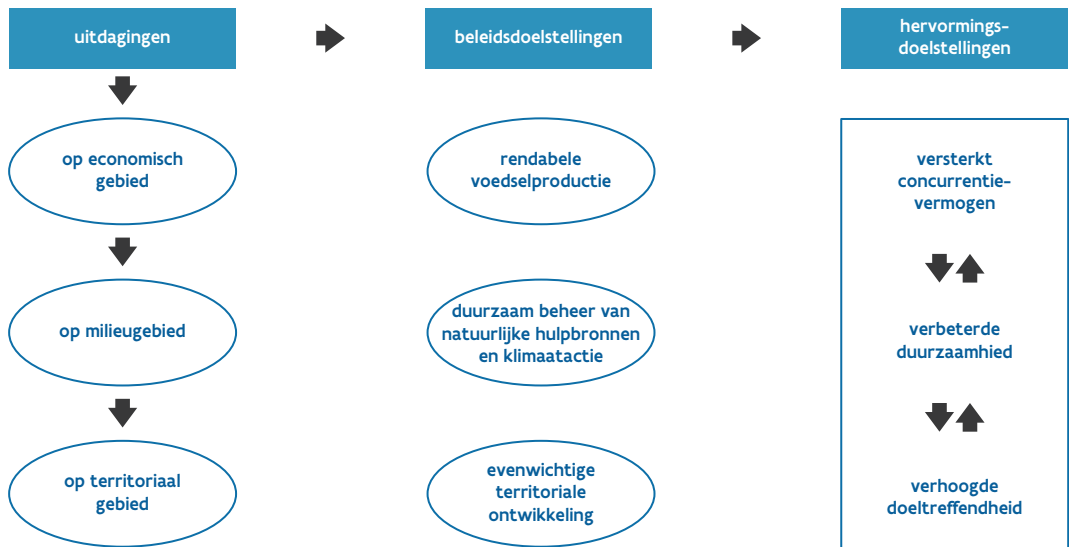 uitdagingen
beleidsdoelstellingen
hervormings-
doelstellingen
op economisch
gebied
rendabele
voedselproductie
versterkt
concurrentie-
vermogen
op milieugebied
duurzaam beheer van
natuurlijke hulpbronnen
en klimaatactie
verbeterde
duurzaamhied
op territoriaal
gebied
evenwichtige
territoriale
ontwikkeling
verhoogde
doeltreffendheid